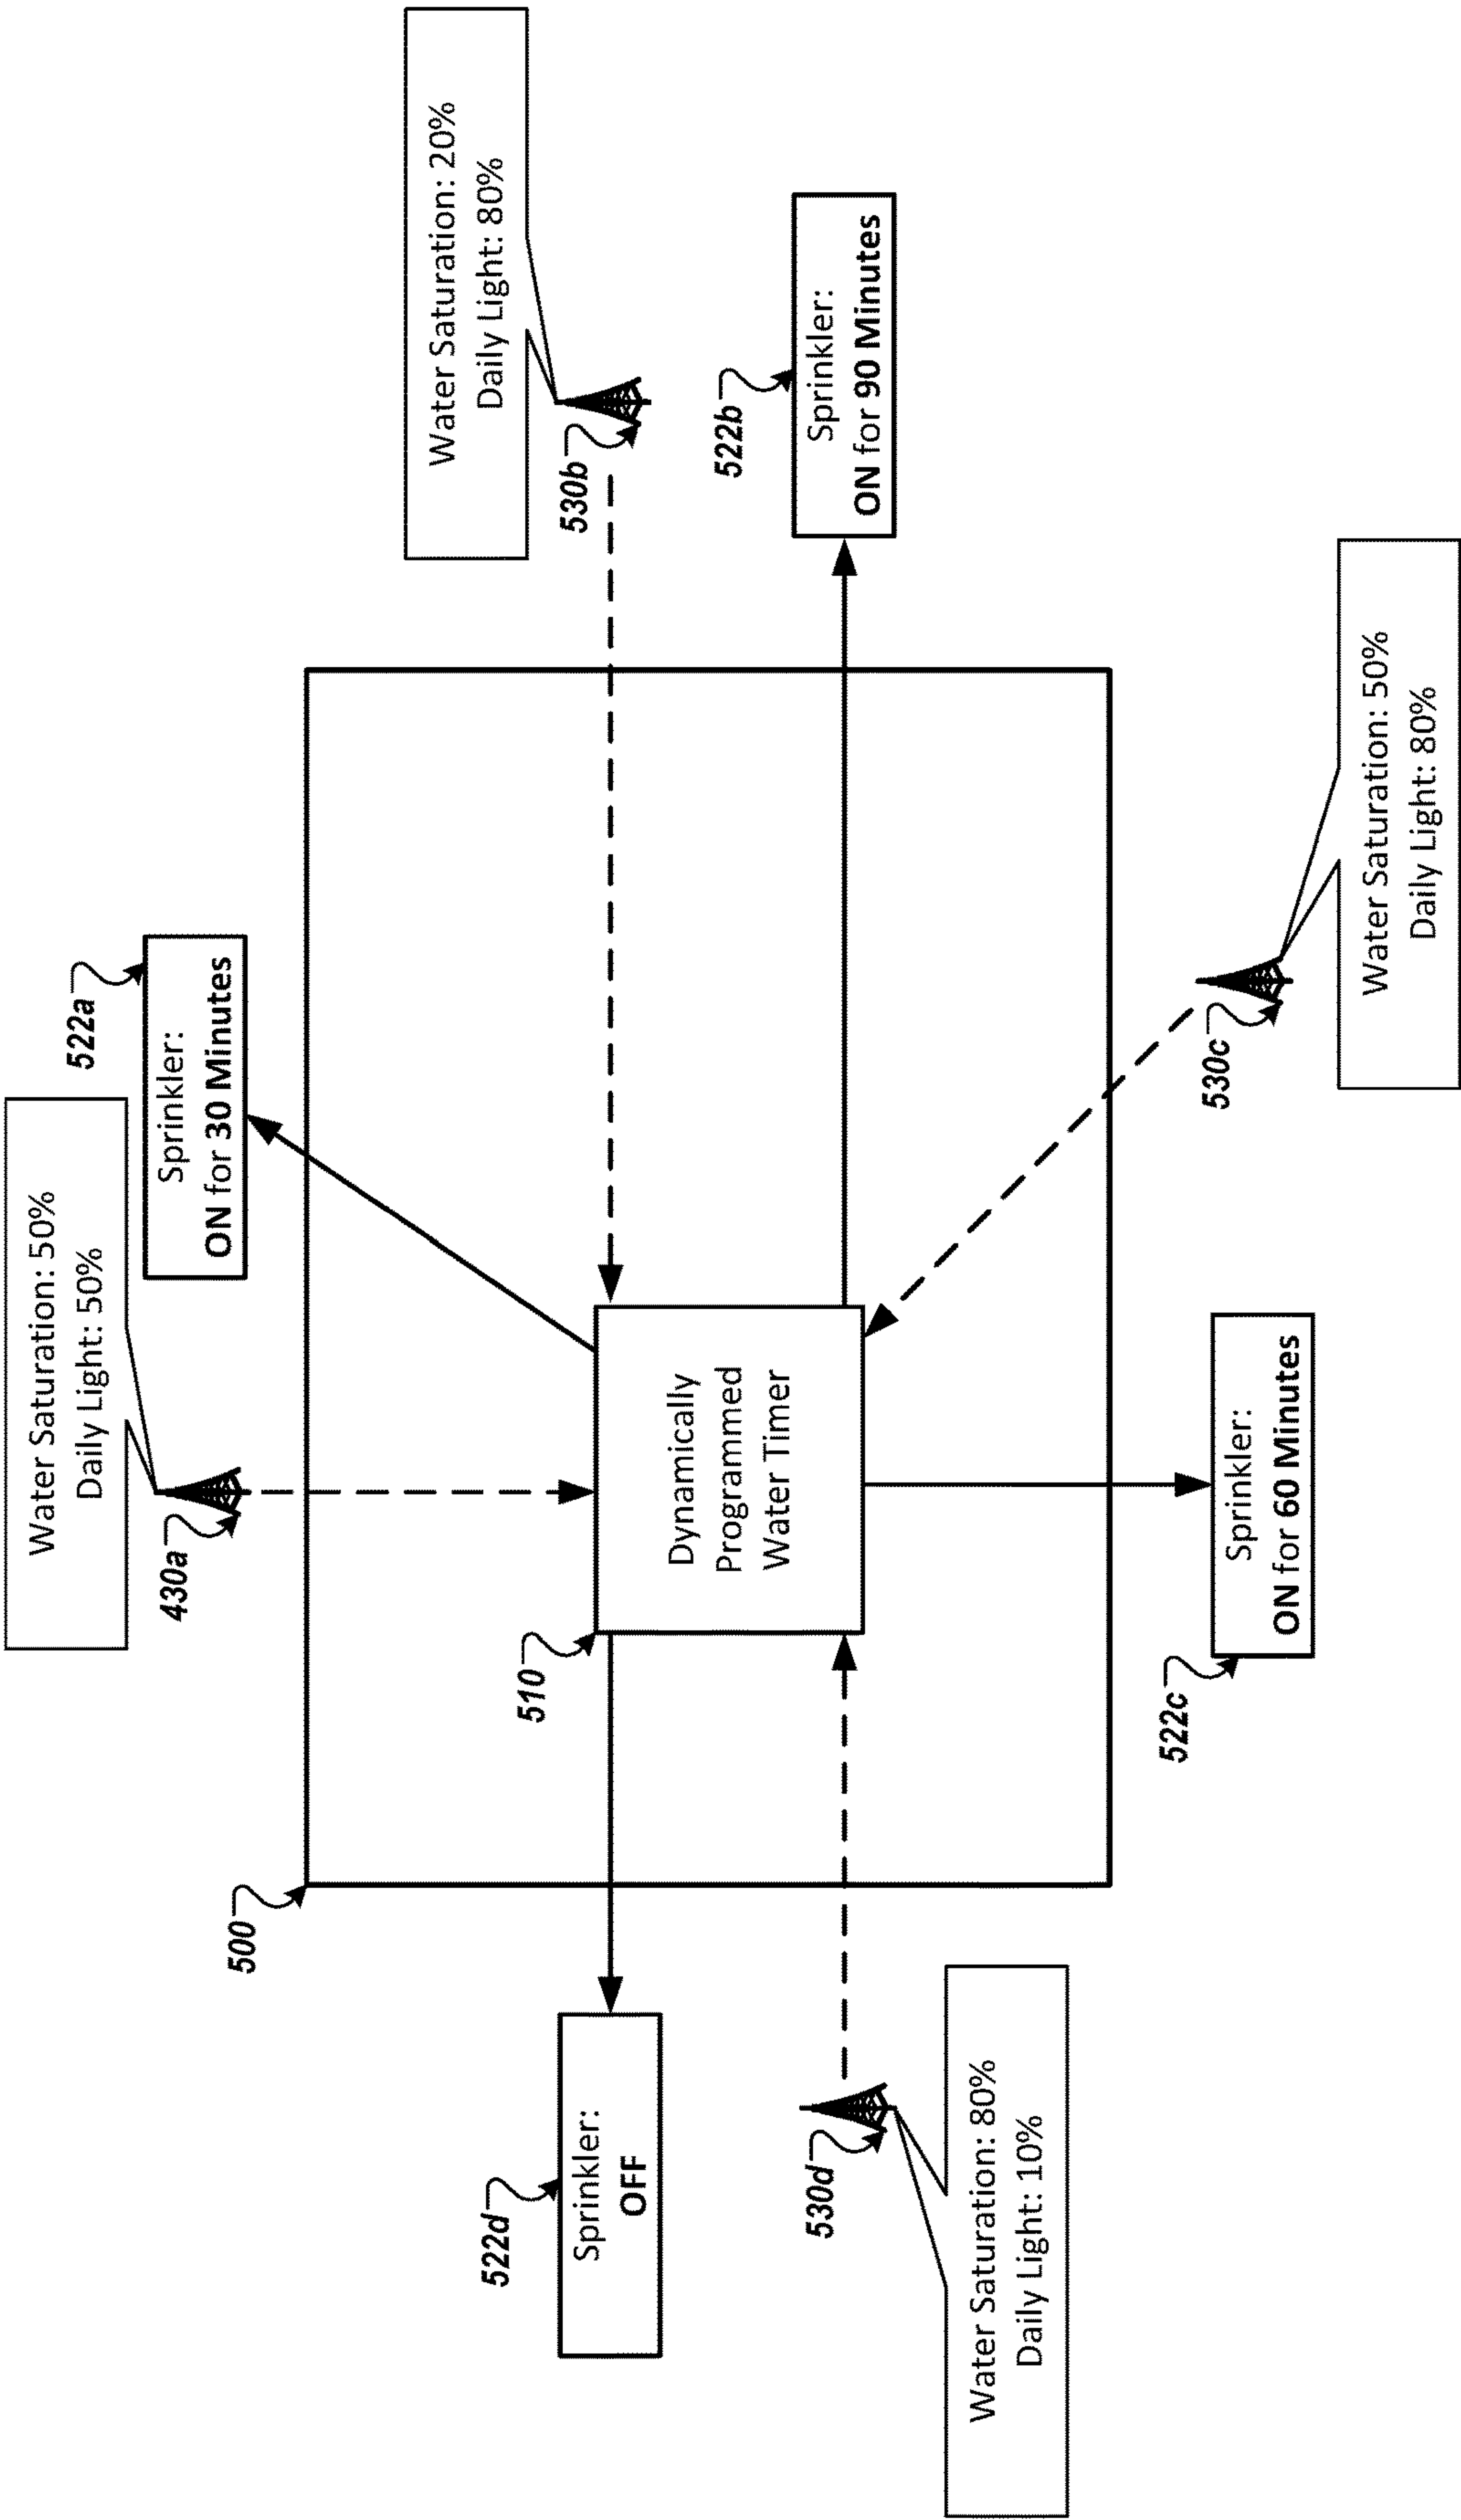 Water Saturation: 50%
Daily Light: 50%
430a
522a
Sprinkler:
ON for 30 Minutes
Water Saturation: 20%
Daily Light: 80%
530b
500
510
Dynamically
Programmed
Water Timer
522d
Sprinkler:
OFF
522b
Sprinkler:
ON for 90 Minutes
530d
Water Saturation: 80%
Daily Light: 10%
522c
Sprinkler:
ON for 60 Minutes
530c
Water Saturation: 50%
Daily Light: 80%